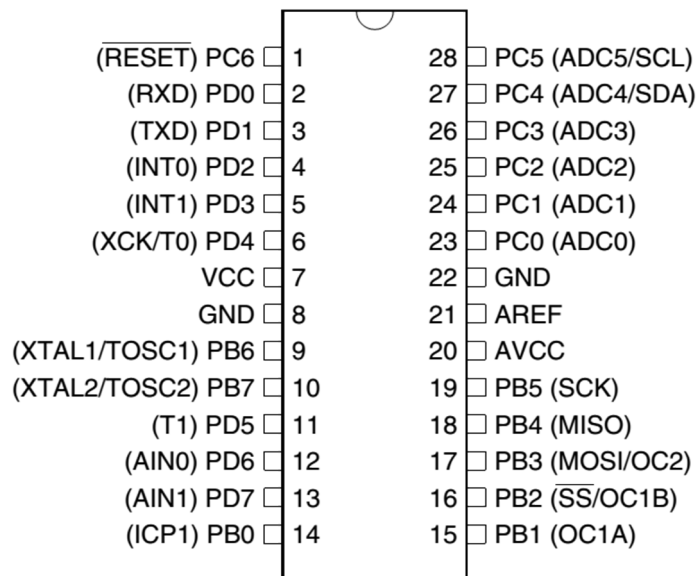 (RESET) PC6 1 28 PC5 (ADC5/SCL)
(RXD) PD0 2 27 PC4 (ADC4/SDA)
(TXD) PD1 3 26 PC3 (ADC3)
(INT0) PD2 4 25 PC2 (ADC2)
(INT1) PD3 5 24 PC1 (ADC1)
(XCK/T0) PD4 6 23 PC0 (ADC0)
VCC 7 22 GND
GND 8 21 AREF
(XTAL1/TOSC1) PB6 9 20 AVCC
(XTAL2/TOSC2) PB7 10 19 PB5 (SCK)
(T1) PD5 11 18 PB4 (MISO)
(AIN0) PD6 12 17 PB3 (MOSI/OC2)
(AIN1) PD7 13 16 PB2 (SS/OC1B)
(ICP1) PB0 14 15 PB1 (OC1A)